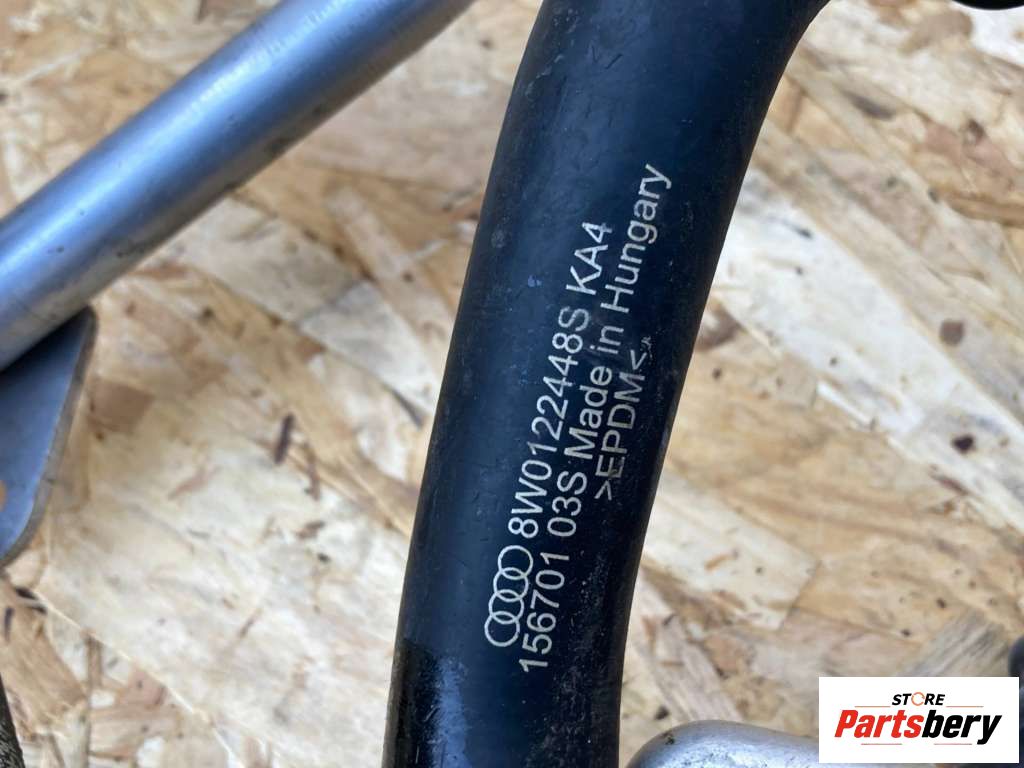 8W0122448S KA4
156701 03S Made in Hungary
>EPDM<
STORE
Partsbery